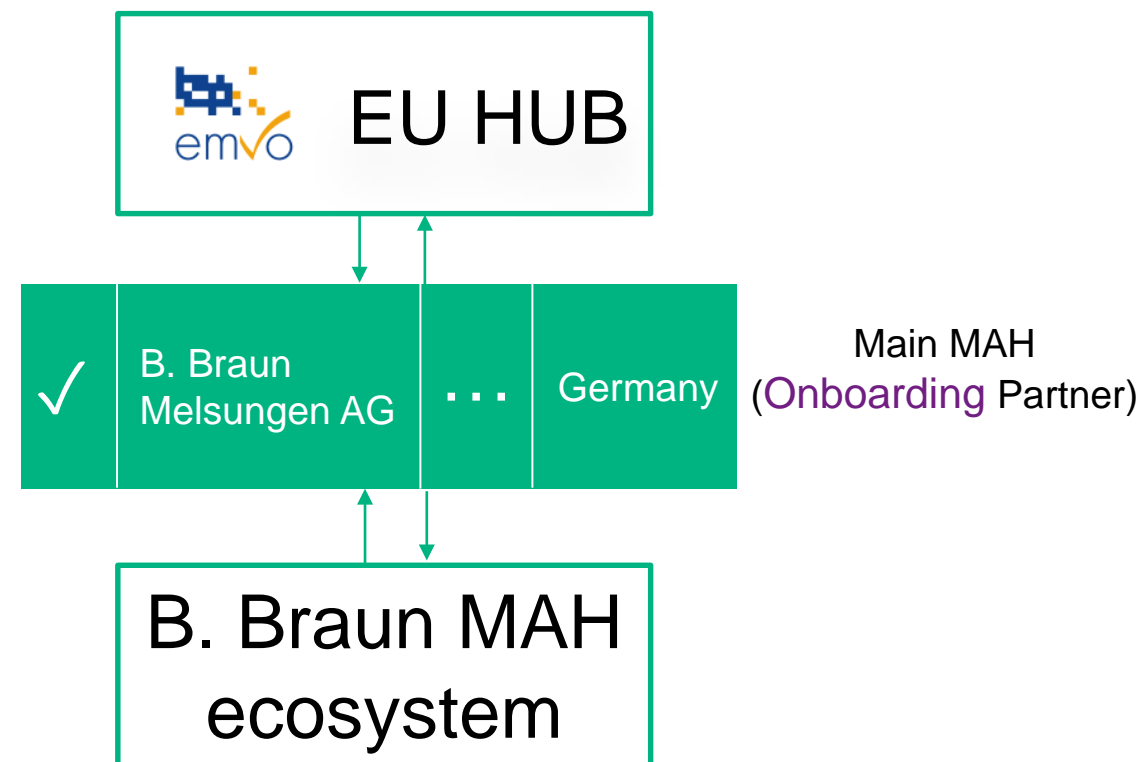 emvo
EU HUB
✓
B. Braun
Melsungen AG
...
Germany
Main MAH
(Onboarding Partner)
B. Braun MAH
ecosystem